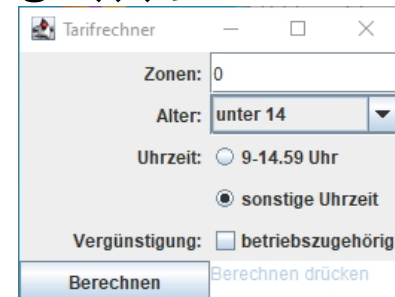 Tarifrechner
Zonen: 0
Alter: unter 14
Uhrzeit: 9-14.59 Uhr
sonstige Uhrzeit
Vergünstigung: betriebszugehörig
Berechnen Berechnen drücken